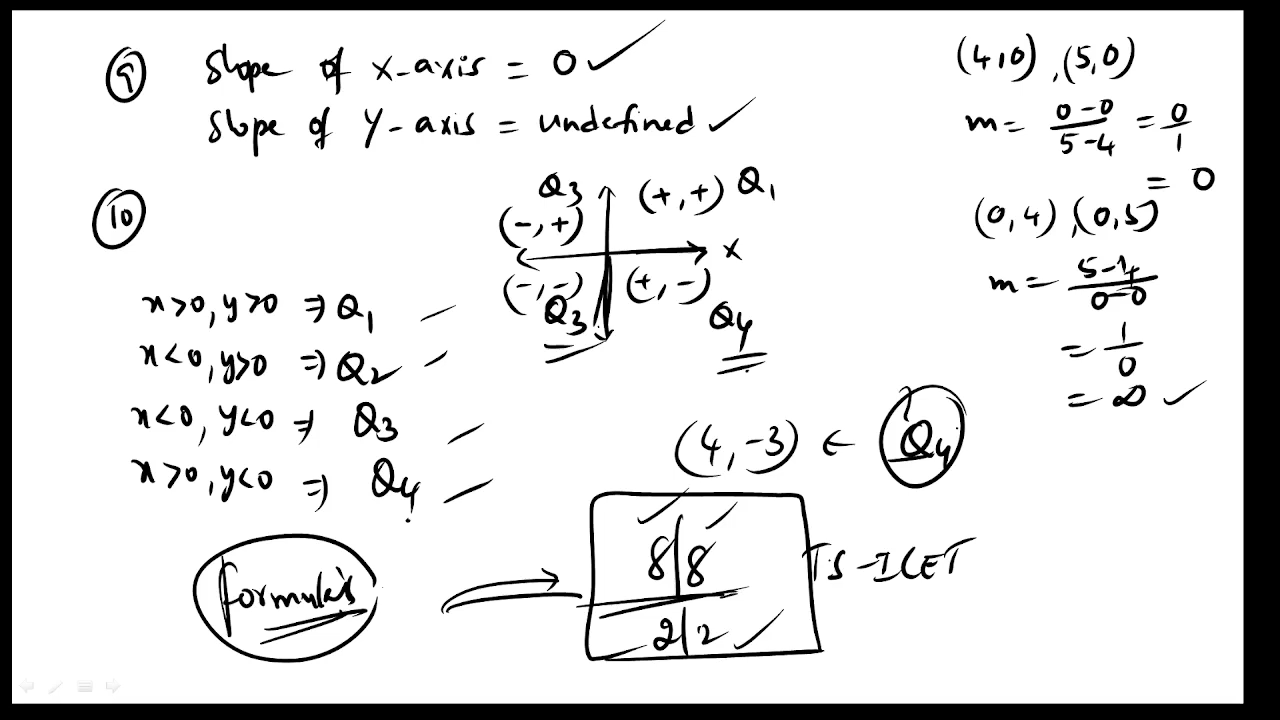 9 Slope of x-axis = 0 ✓
Slope of y-axis = undefined ✓
(4,0), (5,0)
m = 0-0/5-4 = 0/1
= 0
(0,4), (0,5)
m = 5-4/0-0
= 1/0
= ∞ ✓
10
Q3 (+,+) Q1
(-,+)
x
(-,-) (+,-)
Q3 Q4
x>0, y>0 ⇒ Q1
x<0, y>0 ⇒ Q2
x<0, y<0 ⇒ Q3
x>0, y<0 ⇒ Q4
(4,-3) ← Q4
Formula's
8|8 TS-ICET
2|2